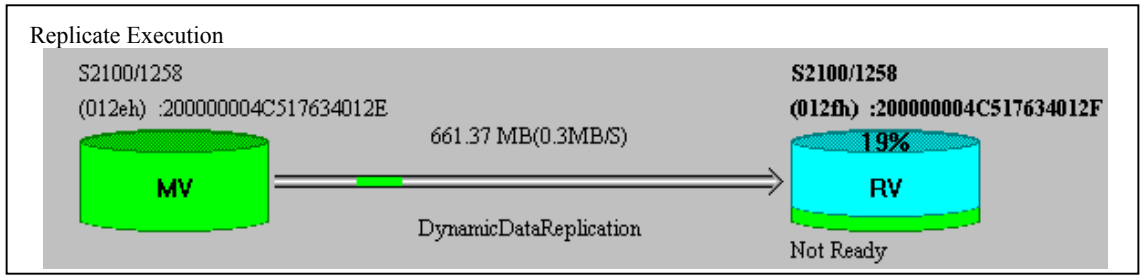 Replicate Execution
S2100/1258
(012eh) :200000004C517634012E
MV
661.37 MB(0.3MB/S)
DynamicDataReplication
S2100/1258
(012fh) :200000004C517634012F
19%
RV
Not Ready